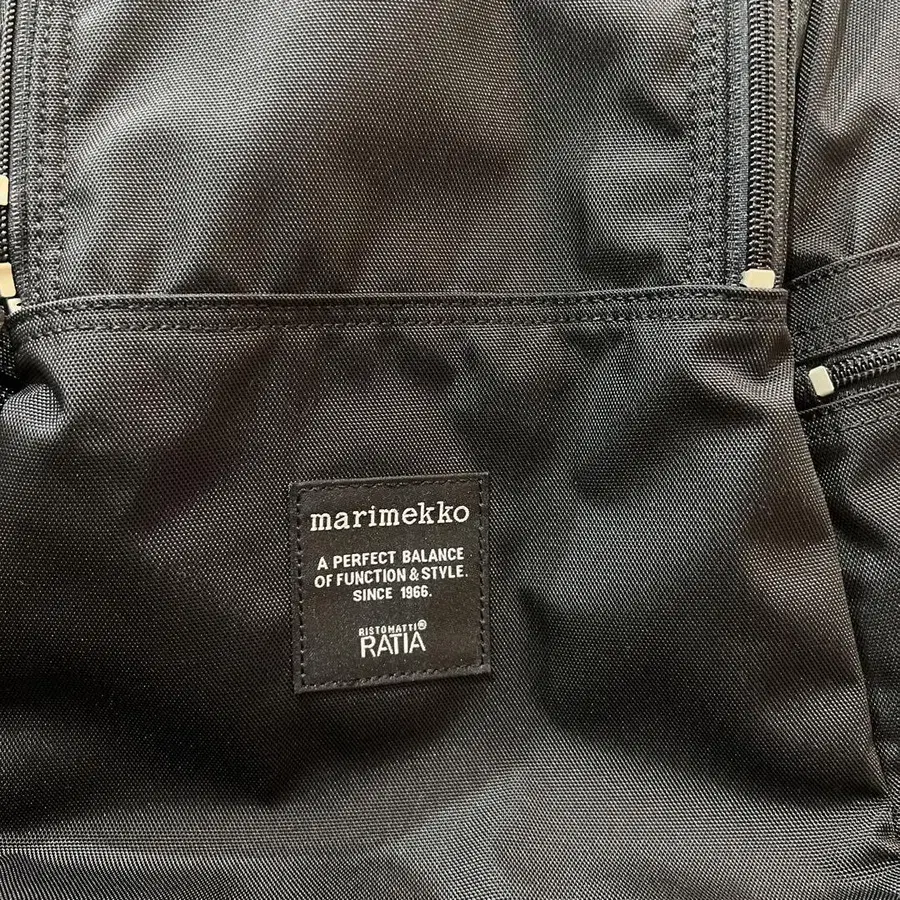 marimekko
A PERFECT BALANCE
OF FUNCTION & STYLE.
SINCE 1966.
RISTOMATTI®
RATIA